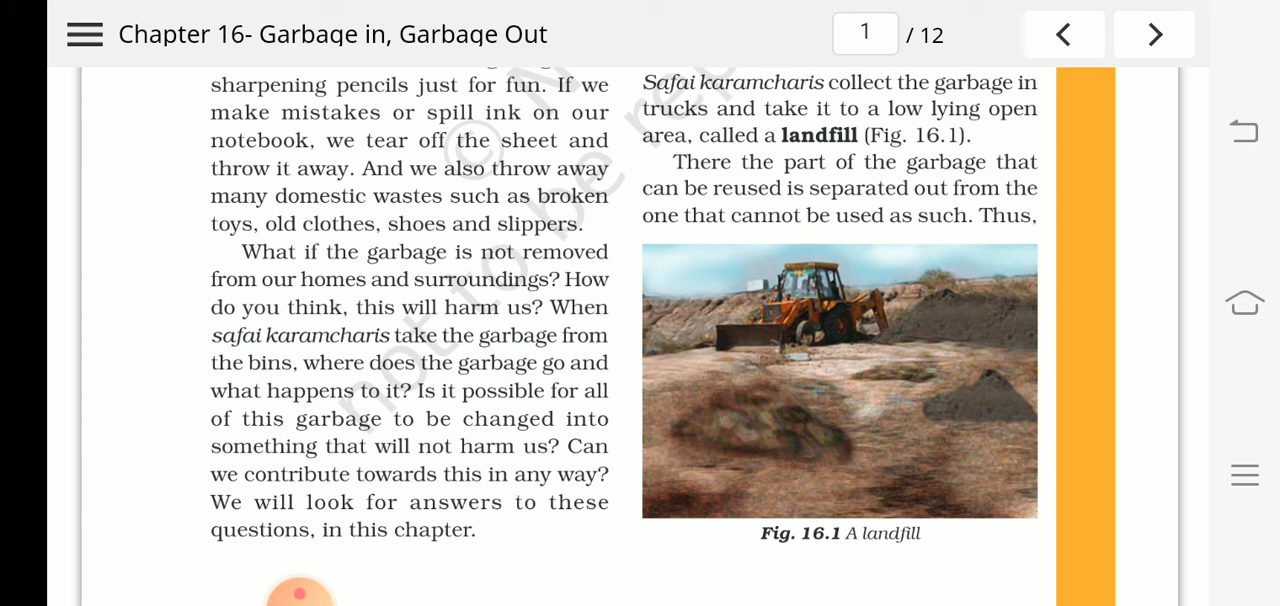 Chapter 16- Garbage in, Garbage Out
1 / 12
sharpening pencils just for fun. If we
make mistakes or spill ink on our
notebook, we tear off the sheet and
throw it away. And we also throw away
many domestic wastes such as broken
toys, old clothes, shoes and slippers.
What if the garbage is not removed
from our homes and surroundings? How
do you think, this will harm us? When
safai karamcharis take the garbage from
the bins, where does the garbage go and
what happens to it? Is it possible for all
of this garbage to be changed into
something that will not harm us? Can
we contribute towards this in any way?
We will look for answers to these
questions, in this chapter.
Safai karamcharis collect the garbage in
trucks and take it to a low lying open
area, called a landfill (Fig. 16.1).
There the part of the garbage that
can be reused is separated out from the
one that cannot be used as such. Thus,
Fig. 16.1 A landfill
© N
not to be rep